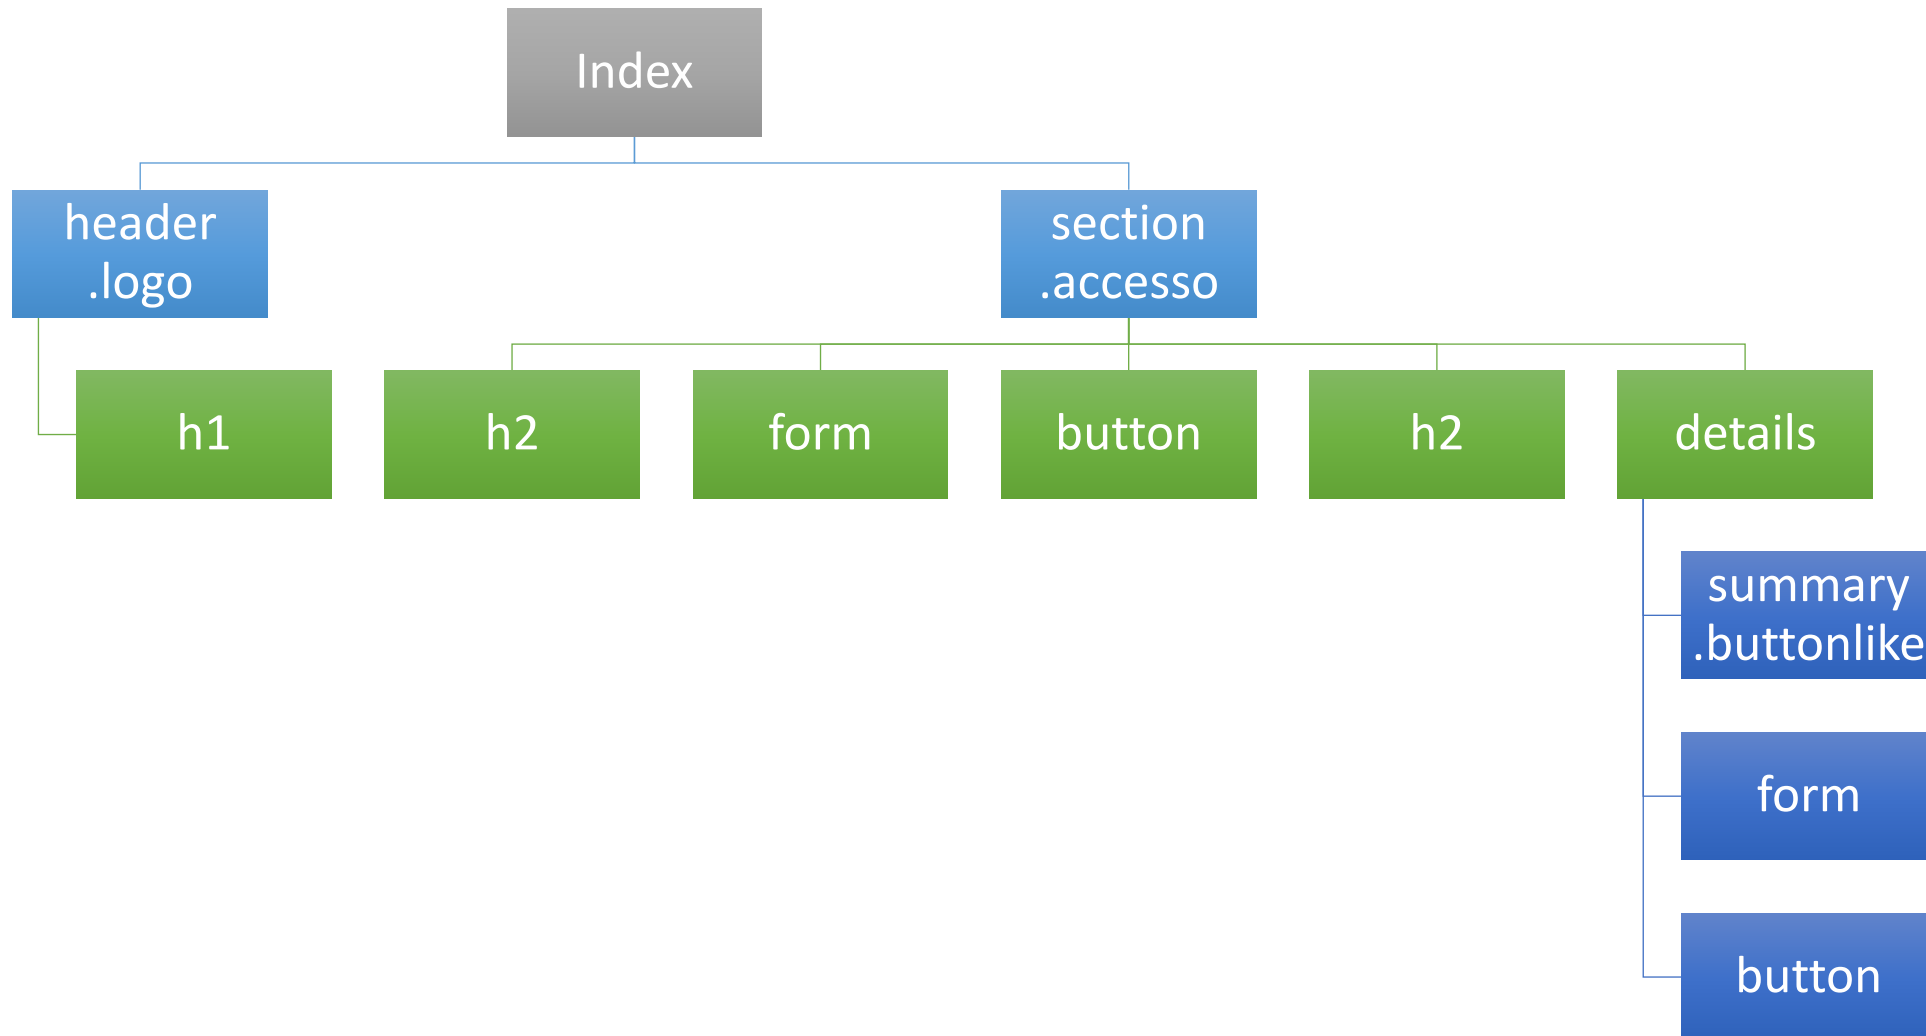 Index
header
.logo
section
.accesso
h1
h2
form
button
h2
details
summary
.buttonlike
form
button